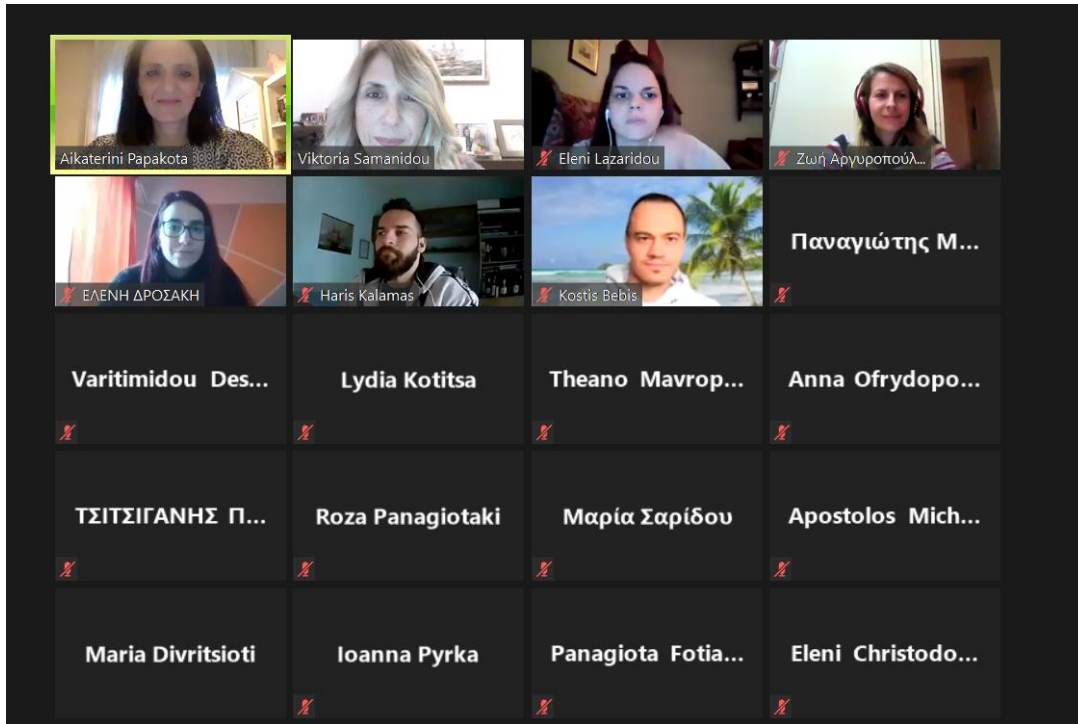 Aikaterini Papakota
Viktoria Samanidou
Eleni Lazaridou
Ζωή Αργυροπούλ...
ΕΛΕΝΗ ΔΡΟΣΑΚΗ
Haris Kalamas
Kostis Bebis
Παναγιώτης Μ...
Varitimidou Des...
Lydia Kotitsa
Theano Mavrop...
Anna Ofrydopo...
ΤΣΙΤΣΙΓΑΝΗΣ Π...
Roza Panagiotaki
Μαρία Σαρίδου
Apostolos Mich...
Maria Divritsioti
Ioanna Pyrka
Panagiota Fotia...
Eleni Christodo...